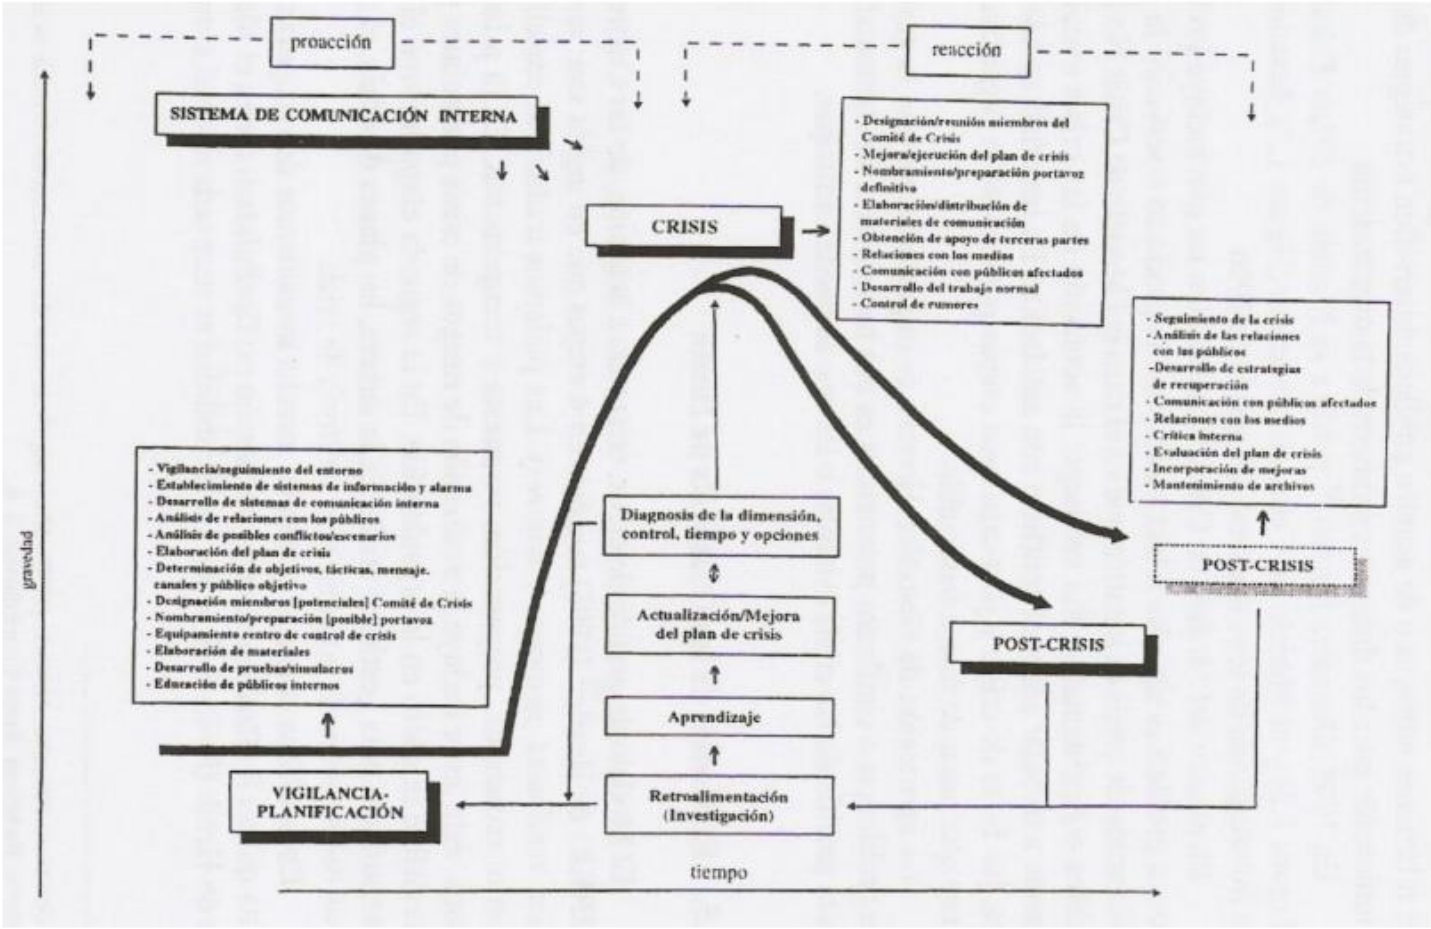 proacción
reacción
SISTEMA DE COMUNICACIÓN INTERNA
- Designación/reunión miembros del
Comité de Crisis
- Mejora/ejecución del plan de crisis
- Nombramiento/preparación portavoz
definitivo
- Elaboración/distribución de
materiales de comunicación
- Obtención de apoyo de terceras partes
- Relaciones con los medios
- Comunicación con públicos afectados
- Desarrollo del trabajo normal
- Control de rumores
CRISIS
- Seguimiento de la crisis
- Análisis de las relaciones
con los públicos
-Desarrollo de estrategias
de recuperación
- Comunicación con públicos afectados
- Relaciones con los medios
- Crítica interna
- Evaluación del plan de crisis
- Incorporación de mejoras
- Mantenimiento de archivos
- Vigilancia/seguimiento del entorno
- Establecimiento de sistemas de información y alarma
- Desarrollo de sistemas de comunicación interna
- Análisis de relaciones con los públicos
- Análisis de posibles conflictos/escenarios
- Elaboración del plan de crisis
- Determinación de objetivos, tácticas, mensaje,
canales y público objetivo
- Designación miembros [potenciales] Comité de Crisis
- Nombramiento/preparación [posible] portavoz
- Equipamiento centro de control de crisis
- Elaboración de materiales
- Desarrollo de pruebas/simulacros
- Educación de públicos internos
Diagnosis de la dimensión,
control, tiempo y opciones
POST-CRISIS
Actualización/Mejora
del plan de crisis
POST-CRISIS
Aprendizaje
VIGILANCIA-
PLANIFICACIÓN
Retroalimentación
(Investigación)
gravedad
tiempo